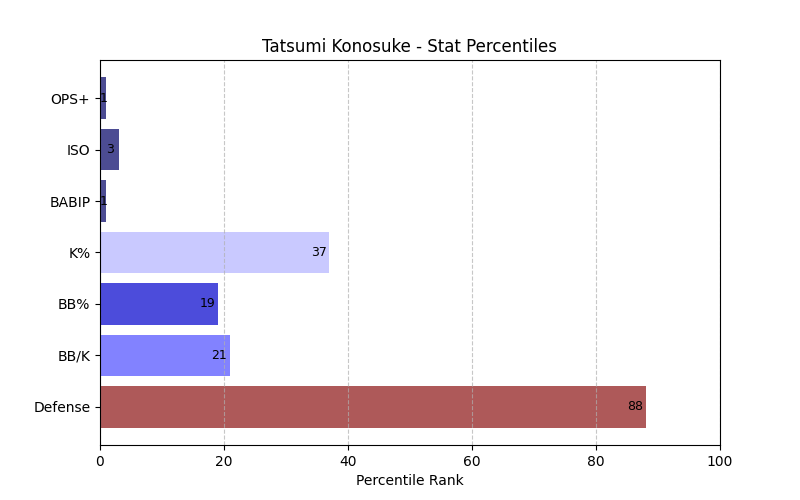 Tatsumi Konosuke - Stat Percentiles
OPS+ 1
ISO 3
BABIP 1
K% 37
BB% 19
BB/K 21
Defense 88
0 20 40 60 80 100
Percentile Rank